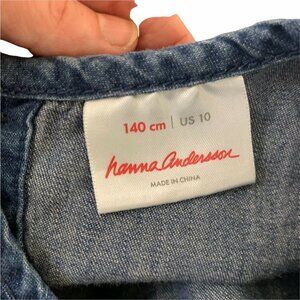 140 cm | US 10
hanna Andersson
MADE IN CHINA